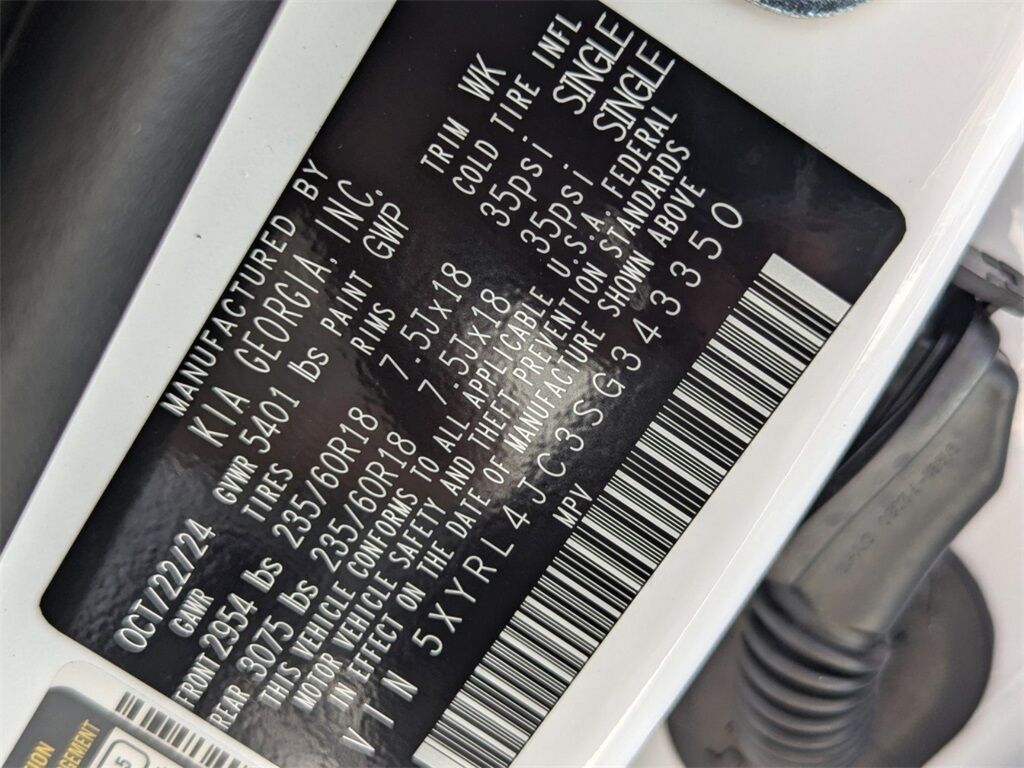 MANUFACTURED BY
KIA GEORGIA, INC.
OCT/22/24 GVWR 5401 lbs PAINT GWP TRIM WK
GAWR TIRES RIMS COLD TIRE INFL
FRONT 2954 lbs 235/60R18 7.5Jx18 35psi SINGLE
REAR 3075 lbs 235/60R18 7.5Jx18 35psi SINGLE
THIS VEHICLE CONFORMS TO ALL APPLICABLE U.S.A. FEDERAL
MOTOR VEHICLE SAFETY AND THEFT PREVENTION STANDARDS
IN EFFECT ON THE DATE OF MANUFACTURE SHOWN ABOVE
VIN 5XYRL4JC3SG343350
MPV